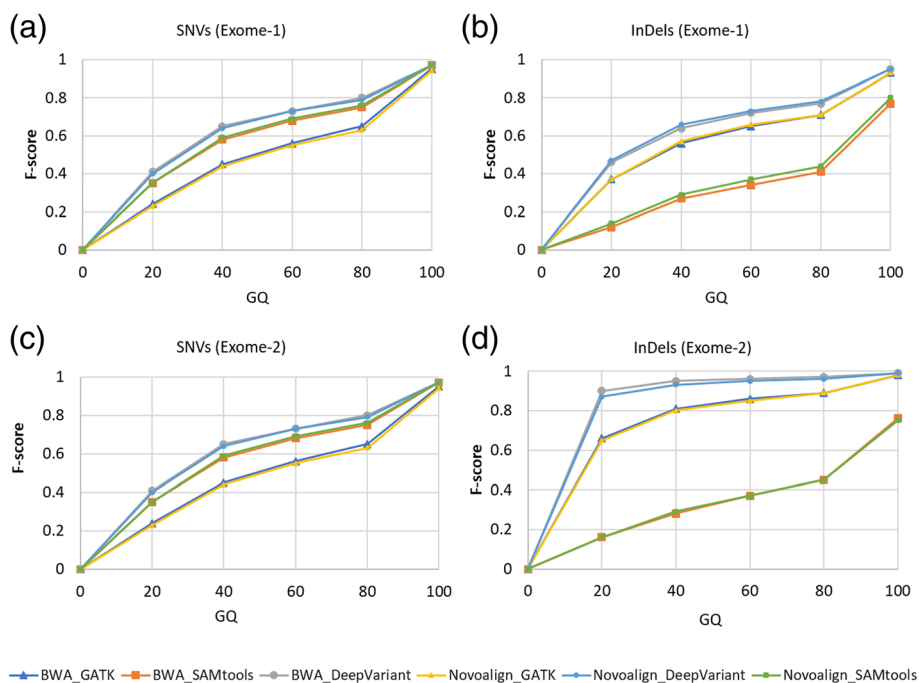 (a)
SNVs (Exome-1)
1
0.8
0.6
0.4
0.2
0
F-score
0 20 40 60 80 100
GQ
(b)
InDels (Exome-1)
1
0.8
0.6
0.4
0.2
0
F-score
0 20 40 60 80 100
GQ
(c)
SNVs (Exome-2)
1
0.8
0.6
0.4
0.2
0
F-score
0 20 40 60 80 100
GQ
(d)
InDels (Exome-2)
1
0.8
0.6
0.4
0.2
0
F-score
0 20 40 60 80 100
GQ
BWA_GATK BWA_SAMtools BWA_DeepVariant Novoalign_GATK Novoalign_DeepVariant Novoalign_SAMtools